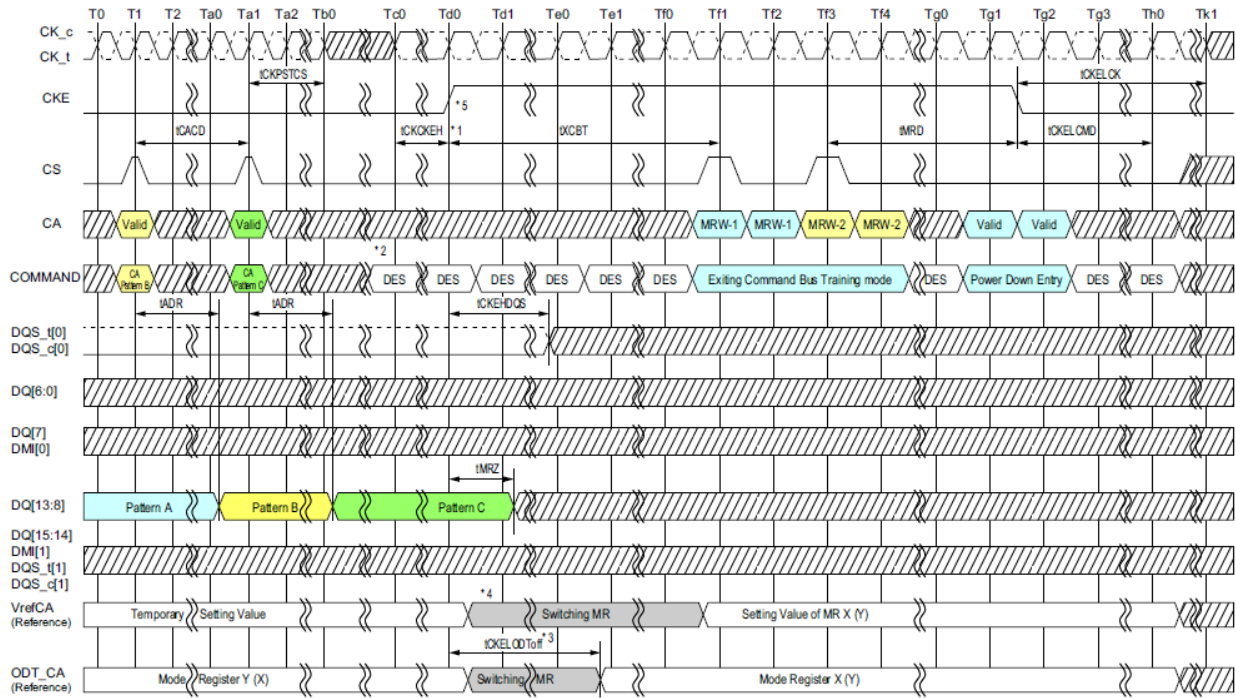 T0 T1 T2 Ta0 Ta1 Ta2 Tb0 Tc0 Td0 Td1 Te0 Te1 Tf0 Tf1 Tf2 Tf3 Tf4 Tg0 Tg1 Tg2 Tg3 Th0 Tk1
CK_c
CK_t
tCKPSTCS tCKELCK
CKE
*5
tCACD tCKCKEH *1 tXCBT tMRD tCKELCMD
CS
CA Valid Valid MRW-1 MRW-1 MRW-2 MRW-2 Valid Valid
*2
COMMAND CA Pattern B CA Pattern C DES DES DES DES DES DES Exiting Command Bus Training mode DES Power Down Entry DES DES
tADR tADR tCKEHDQS
DQS_t[0]
DQS_c[0]
DQ[6:0]
DQ[7]
DMI[0]
tMRZ
DQ[13:8] Pattern A Pattern B Pattern C
DQ[15:14]
DMI[1]
DQS_t[1]
DQS_c[1]
*4
VrefCA
(Reference)
Temporary Setting Value Switching MR Setting Value of MR X (Y)
tCKELODToff *3
ODT_CA
(Reference)
Mode Register Y (X) Switching MR Mode Register X (Y)